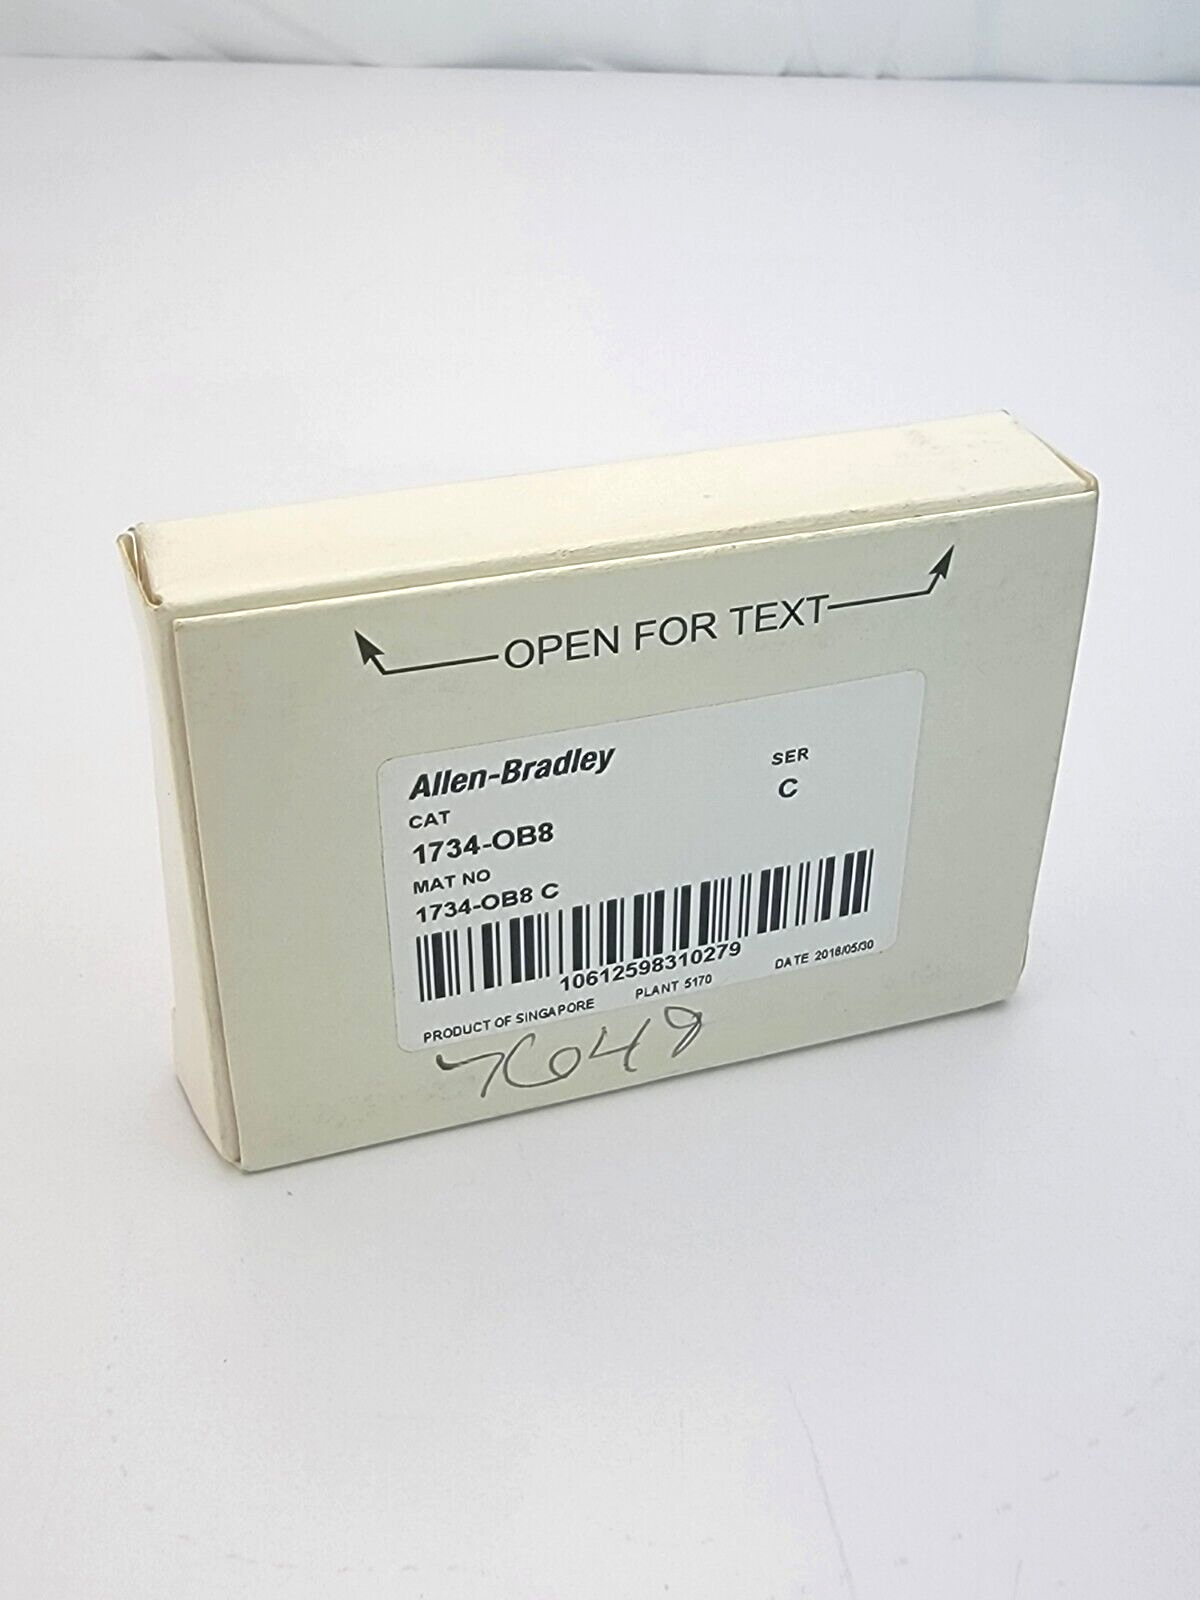 OPEN FOR TEXT
Allen-Bradley
SER
C
CAT
1734-OB8
MAT NO
1734-OB8 C
10612598310279
PRODUCT OF SINGAPORE PLANT 5170 DATE 2018/05/30
76048